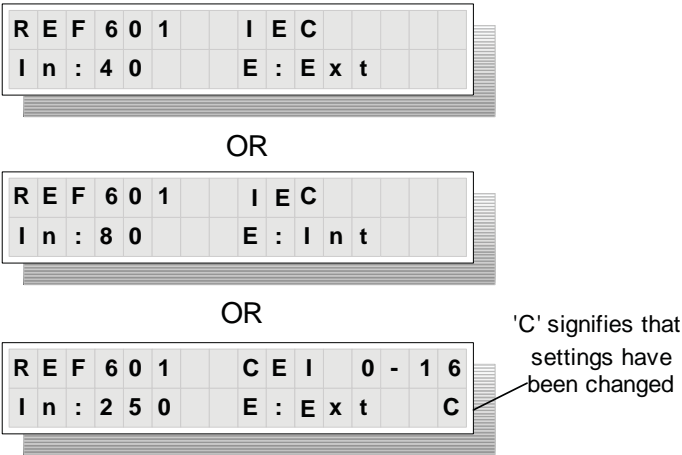 REF601 IEC
In:40 E:Ext
OR
REF601 IEC
In:80 E:Int
OR
'C' signifies that
settings have
been changed
REF601 CEI 0-16
In:250 E:Ext C